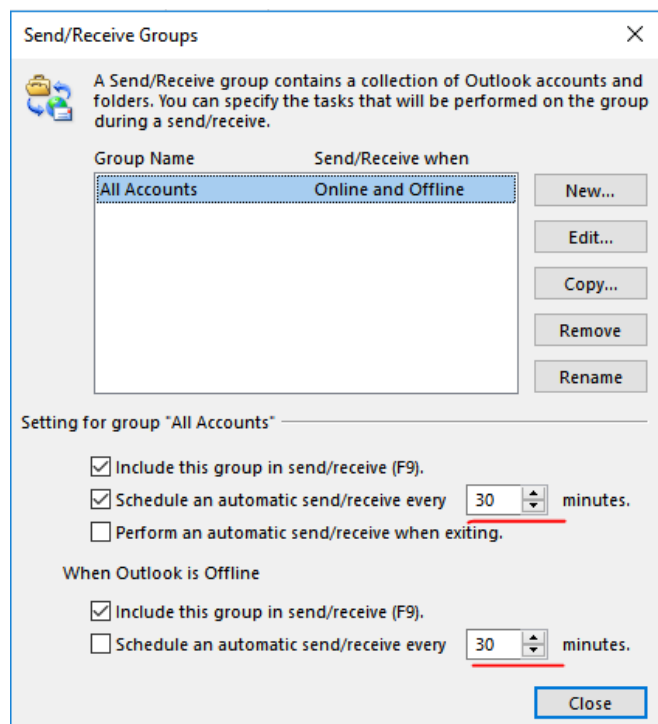 Send/Receive Groups
A Send/Receive group contains a collection of Outlook accounts and
folders. You can specify the tasks that will be performed on the group
during a send/receive.
Group Name Send/Receive when
All Accounts Online and Offline
New...
Edit...
Copy...
Remove
Rename
Setting for group "All Accounts"
Include this group in send/receive (F9).
Schedule an automatic send/receive every 30 minutes.
Perform an automatic send/receive when exiting.
When Outlook is Offline
Include this group in send/receive (F9).
Schedule an automatic send/receive every 30 minutes.
Close